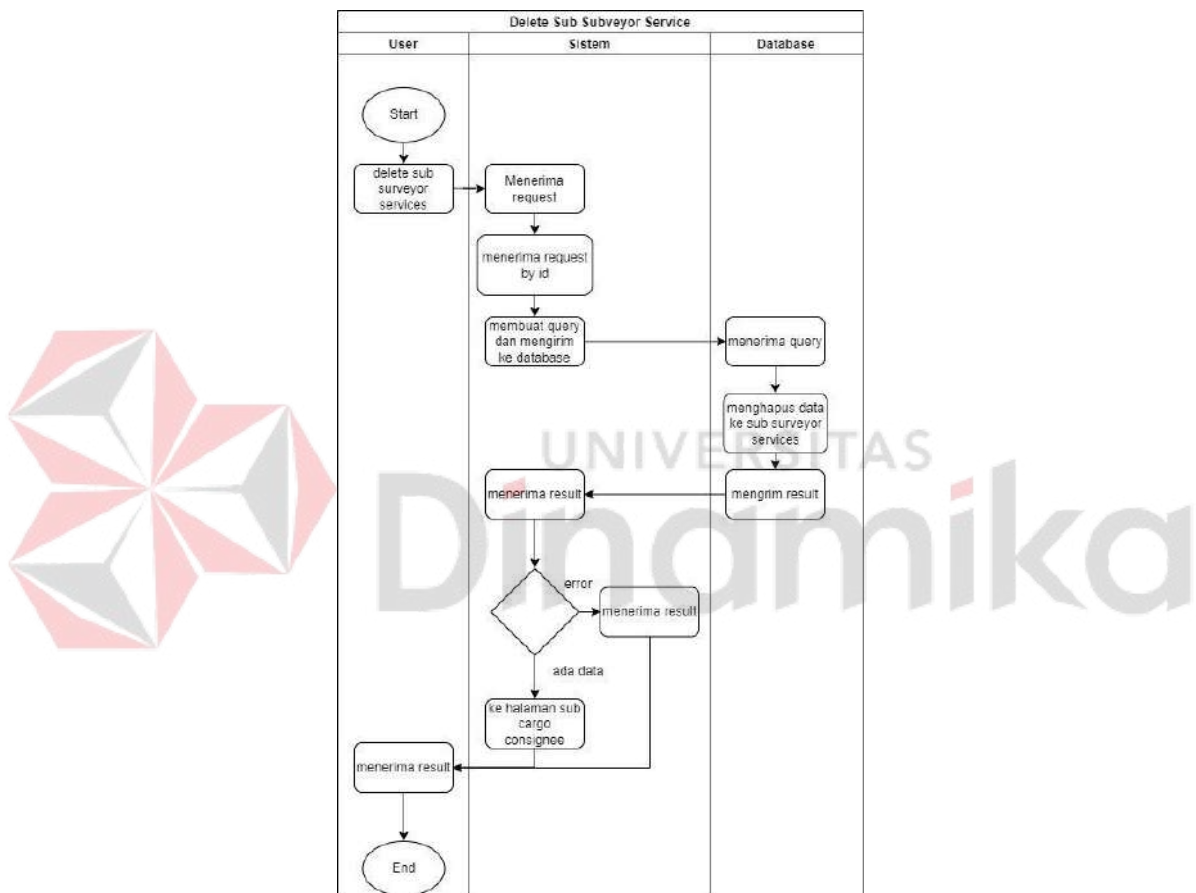 Delete Sub Subveyor Service
User
Sistem
Database
Start
delete sub
surveyor
services
Menerima
request
menerima request
by id
membuat query
dan mengirim
ke database
menerima query
menghapus data
ke sub surveyor
services
UNIVERSITAS
Dinamika
menerima result
mengrim result
error
menerima result
ada data
ke halaman sub
cargo
consignee
menerima result
End